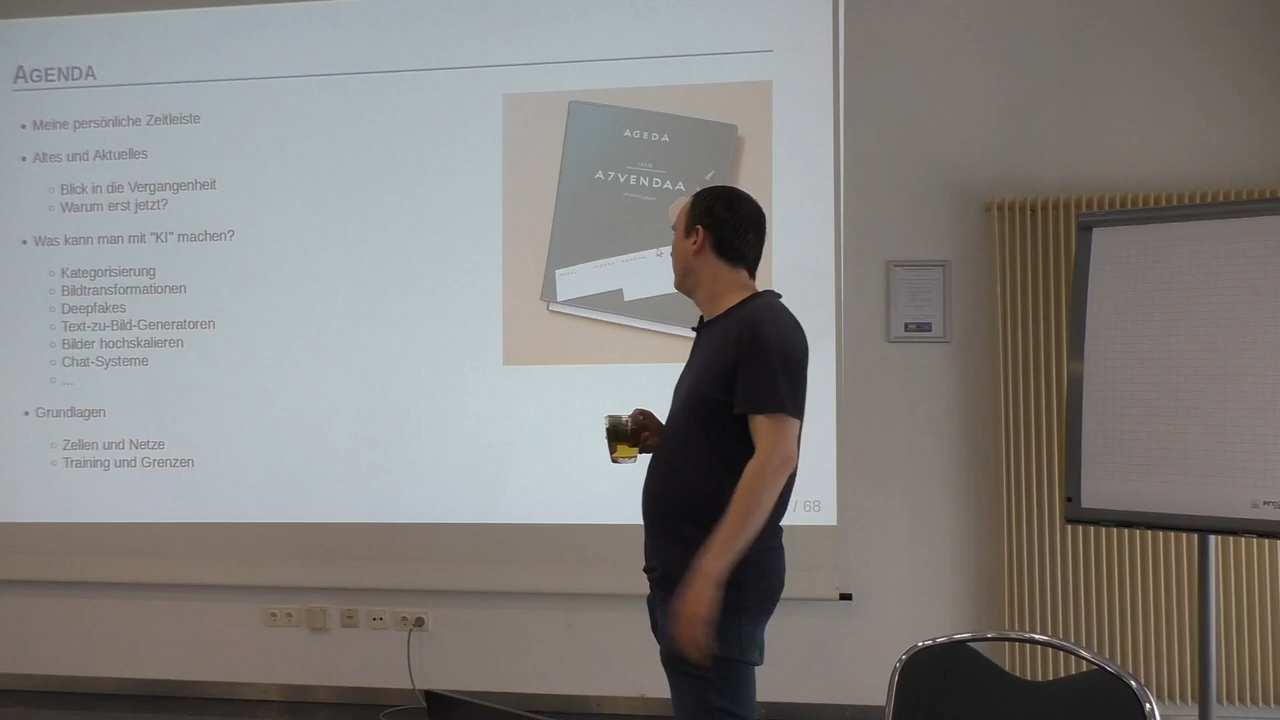 AGENDA
• Meine persönliche Zeitleiste
• Altes und Aktuelles
○ Blick in die Vergangenheit
○ Warum erst jetzt?
• Was kann man mit "KI" machen?
○ Kategorisierung
○ Bildtransformationen
○ Deepfakes
○ Text-zu-Bild-Generatoren
○ Bilder hochskalieren
○ Chat-Systeme
○ ...
• Grundlagen
○ Zellen und Netze
○ Training und Grenzen
AGEDA
A7VENDAA
/ 68